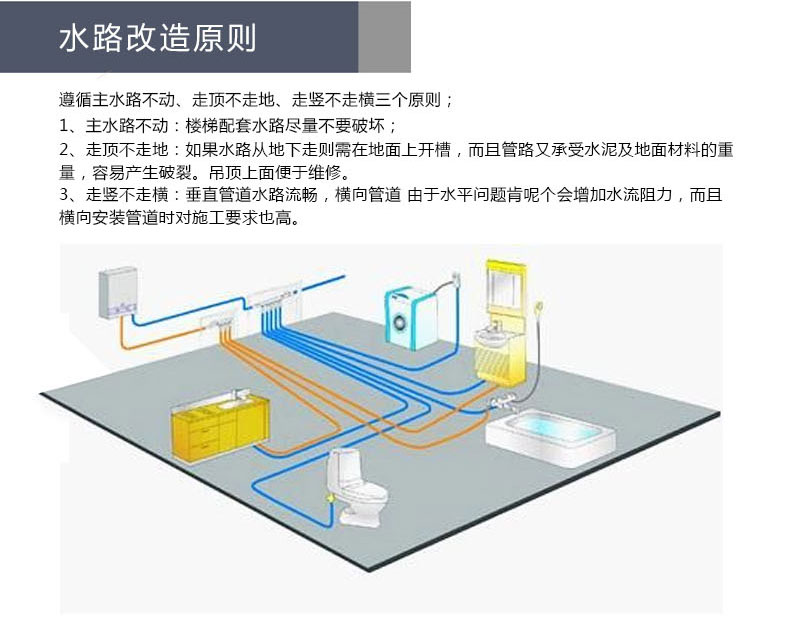 水路改造原则
遵循主水路不动、走顶不走地、走竖不走横三个原则；
1、主水路不动：楼梯配套水路尽量不要破坏；
2、走顶不走地：如果水路从地下走则需在地面上开槽，而且管路又承受水泥及地面材料的重
量，容易产生破裂。吊顶上面便于维修。
3、走竖不走横：垂直管道水路流畅，横向管道 由于水平问题肯呢个会增加水流阻力，而且
横向安装管道时对施工要求也高。